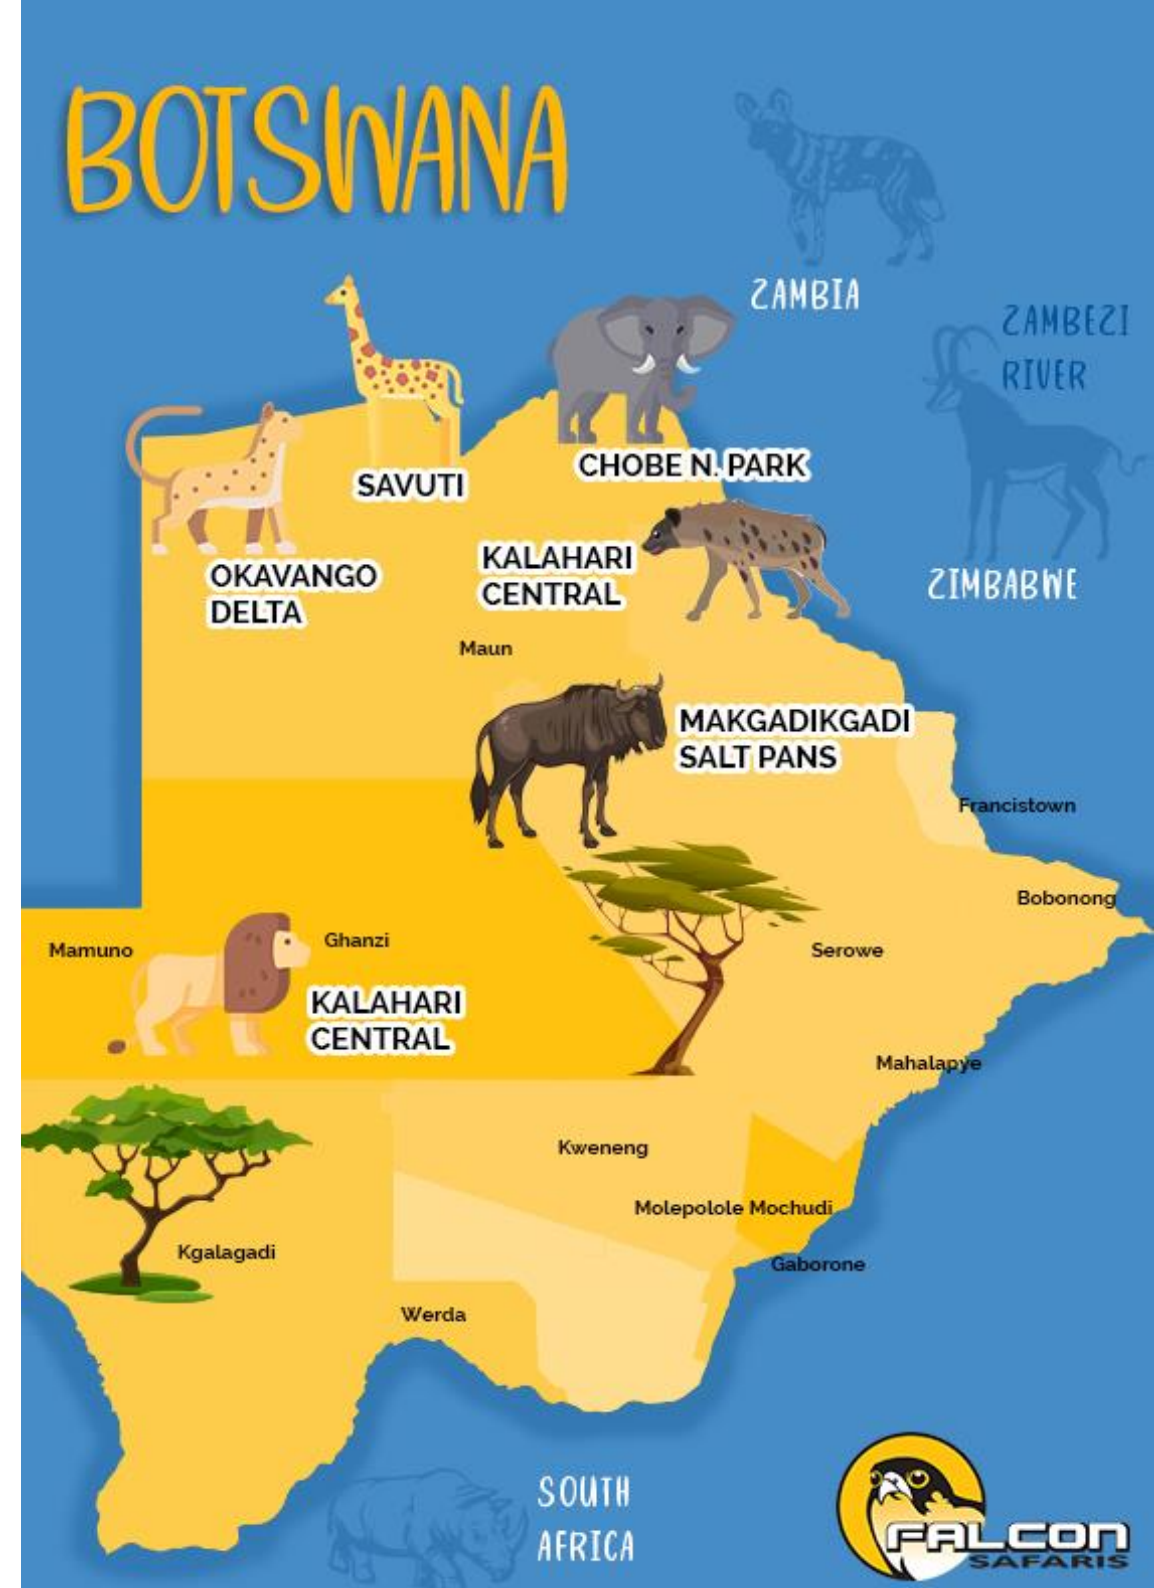 BOTSWANA
ZAMBIA
ZAMBEZI
RIVER
SAVUTI
CHOBE N. PARK
OKAVANGO
DELTA
KALAHARI
CENTRAL
ZIMBABWE
Maun
MAKGADIKGADI
SALT PANS
Francistown
Bobonong
Mamuno
Ghanzi
Serowe
KALAHARI
CENTRAL
Mahalapye
Kweneng
Molepolole Mochudi
Kgalagadi
Gaborone
Werda
SOUTH
AFRICA
FALCON
SAFARIS